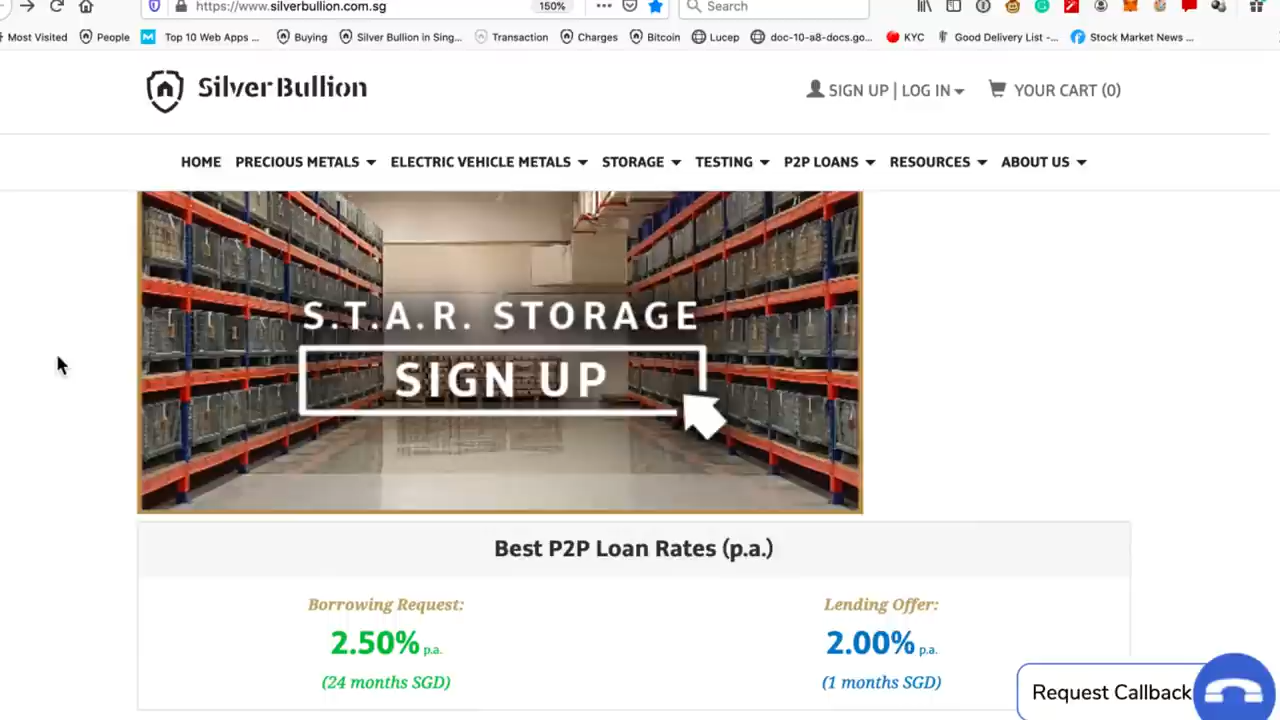 https://www.silverbullion.com.sg
150%
Search
Most Visited
People
Top 10 Web Apps ...
Buying
Silver Bullion in Sing...
Transaction
Charges
Bitcoin
Lucep
doc-10-a8-docs.go...
KYC
Good Delivery List -...
Stock Market News ...
Silver Bullion
SIGN UP | LOG IN
YOUR CART (0)
HOME
PRECIOUS METALS
ELECTRIC VEHICLE METALS
STORAGE
TESTING
P2P LOANS
RESOURCES
ABOUT US
S.T.A.R. STORAGE
SIGN UP
Best P2P Loan Rates (p.a.)
Borrowing Request:
Lending Offer:
2.50% p.a.
2.00% p.a.
(24 months SGD)
(1 months SGD)
Request Callback